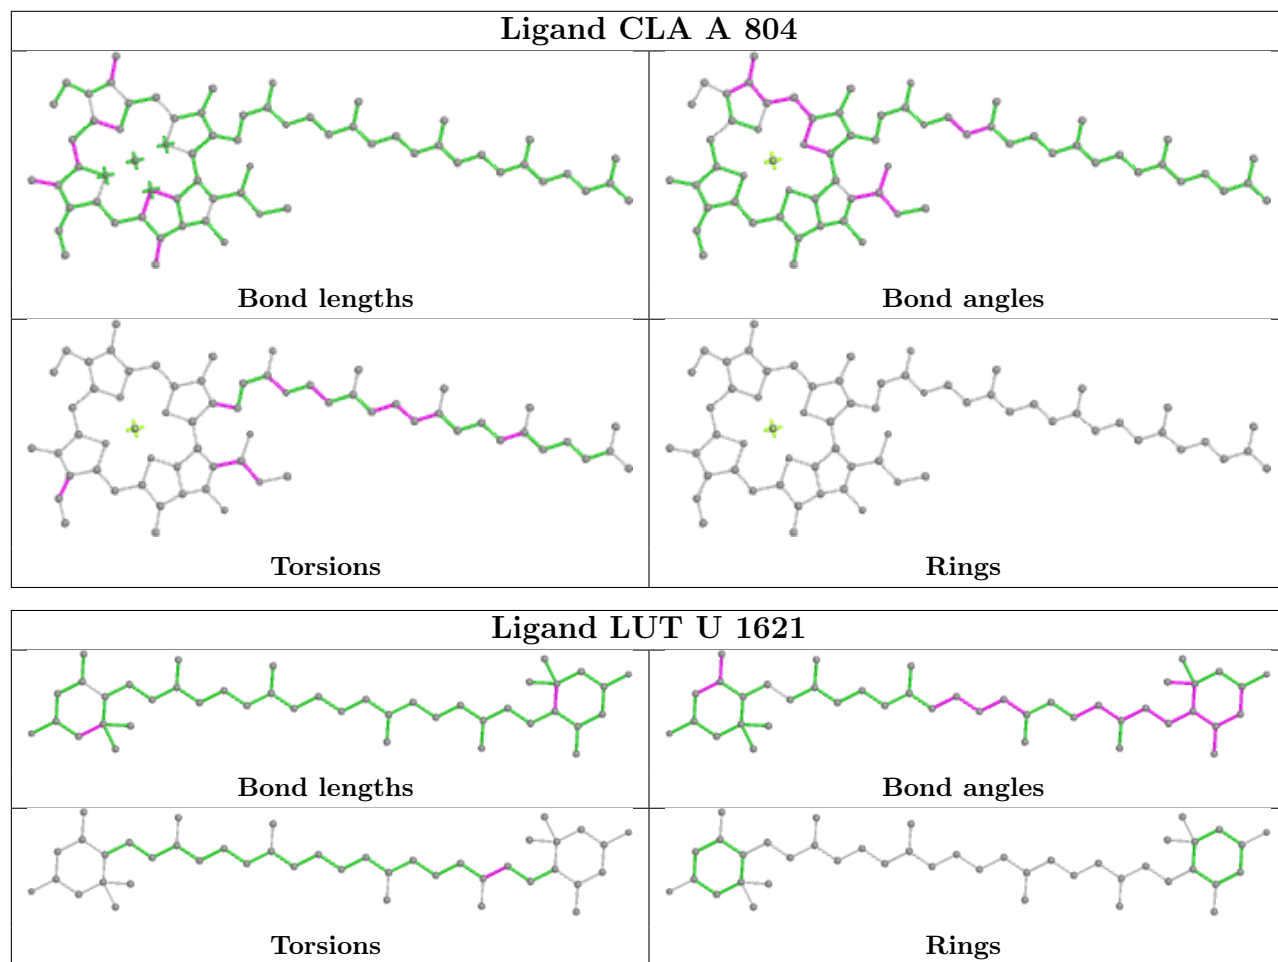 Ligand CLA A 804
Bond lengths
Bond angles
Torsions
Rings
Ligand LUT U 1621
Bond lengths
Bond angles
Torsions
Rings